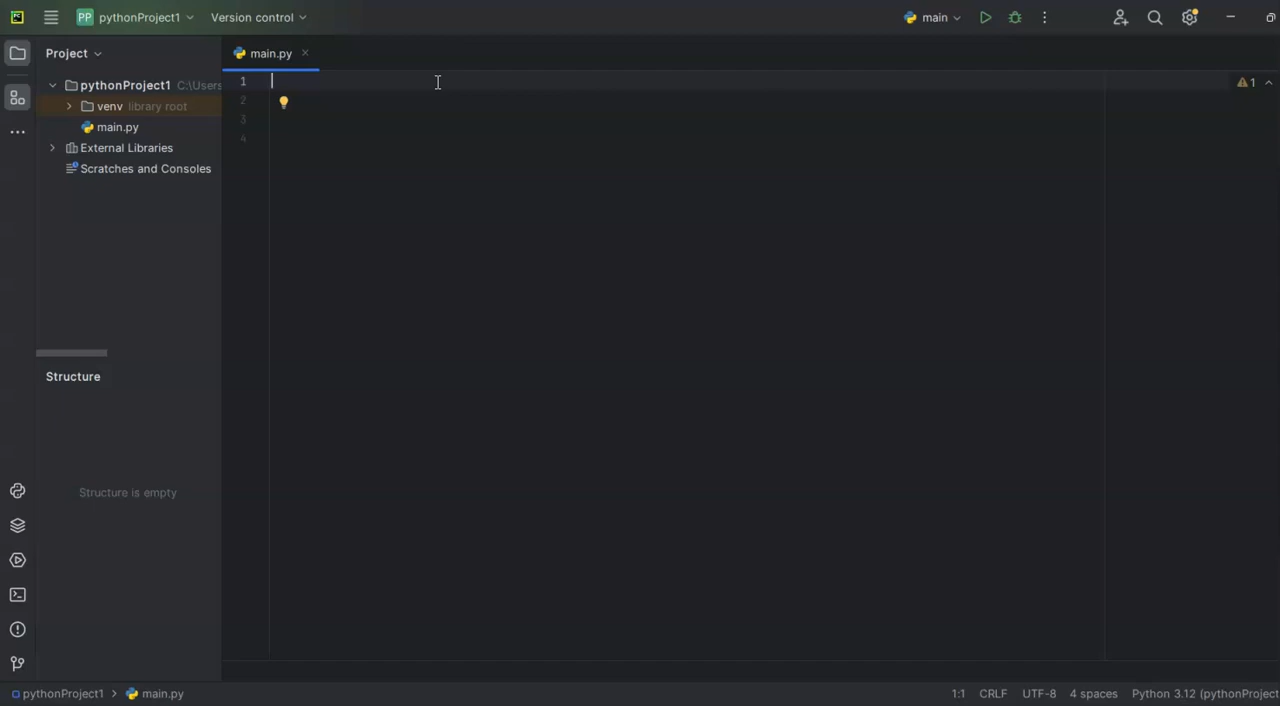 PC PP pythonProject1 Version control main
Project main.py
pythonProject1 C:\Users
venv library root
main.py
External Libraries
Scratches and Consoles
1
2
3
4
1
Structure
Structure is empty
pythonProject1 > main.py 1:1 CRLF UTF-8 4 spaces Python 3.12 (pythonProject